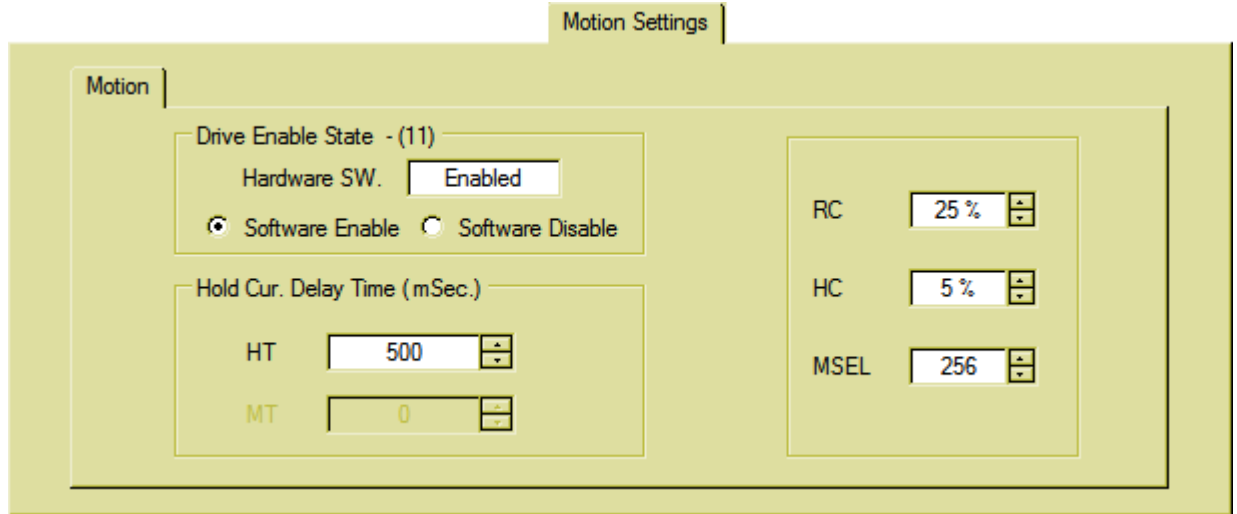 Motion Settings
Motion
Drive Enable State - (11)
Hardware SW. Enabled
Software Enable Software Disable
Hold Cur. Delay Time ( mSec.)
HT 500
MT 0
RC 25 %
HC 5 %
MSEL 256